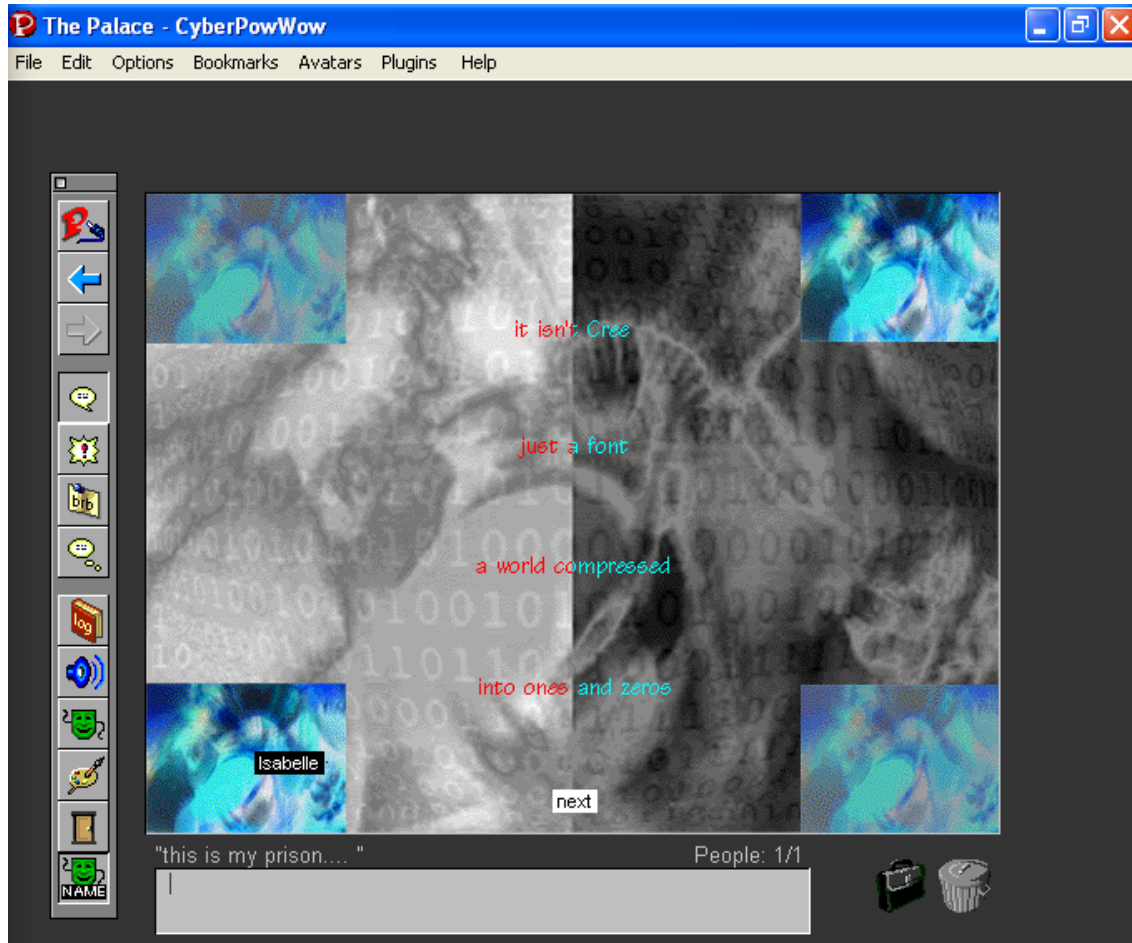 The Palace - CyberPowWow
File Edit Options Bookmarks Avatars Plugins Help
it isn't Cree
just a font
a world compressed
into ones and zeros
Isabelle
next
brb
log
NAME
"this is my prison.... "
People: 1/1